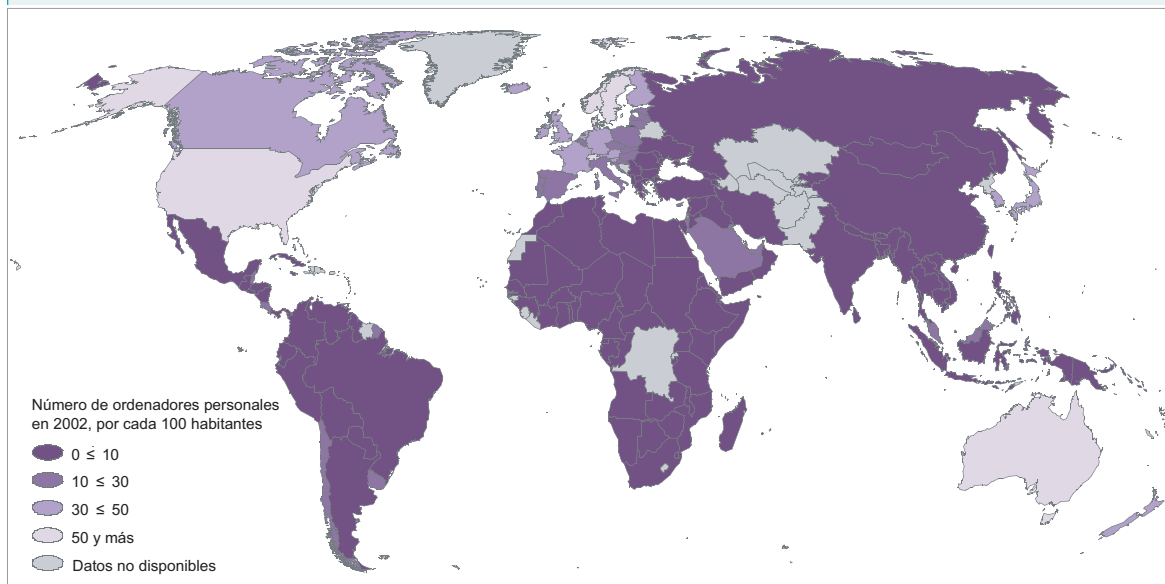 Número de ordenadores personales
en 2002, por cada 100 habitantes
0 ≤ 10
10 ≤ 30
30 ≤ 50
50 y más
Datos no disponibles